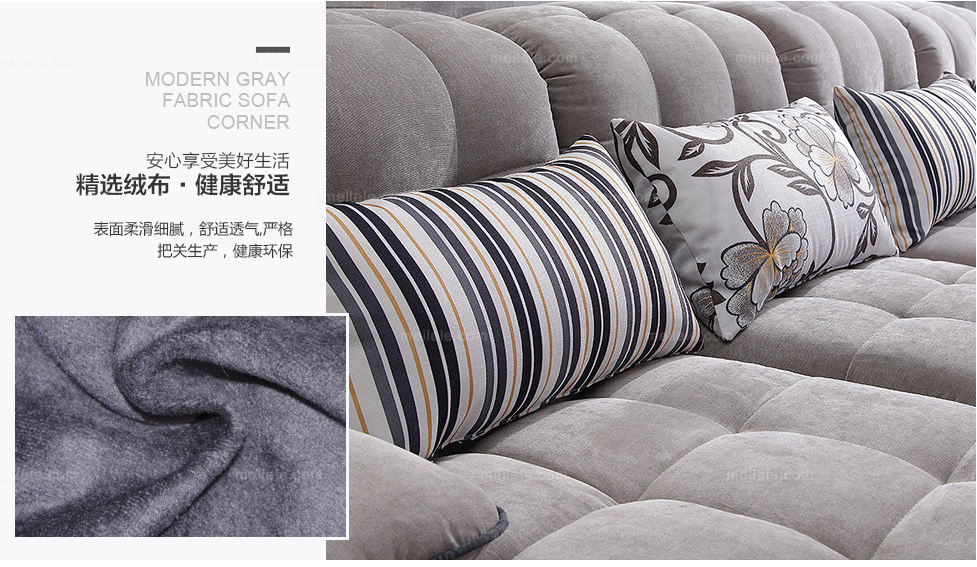 MODERN GRAY
FABRIC SOFA
CORNER
安心享受美好生活
精选绒布·健康舒适
表面柔滑细腻，舒适透气,严格
把关生产，健康环保